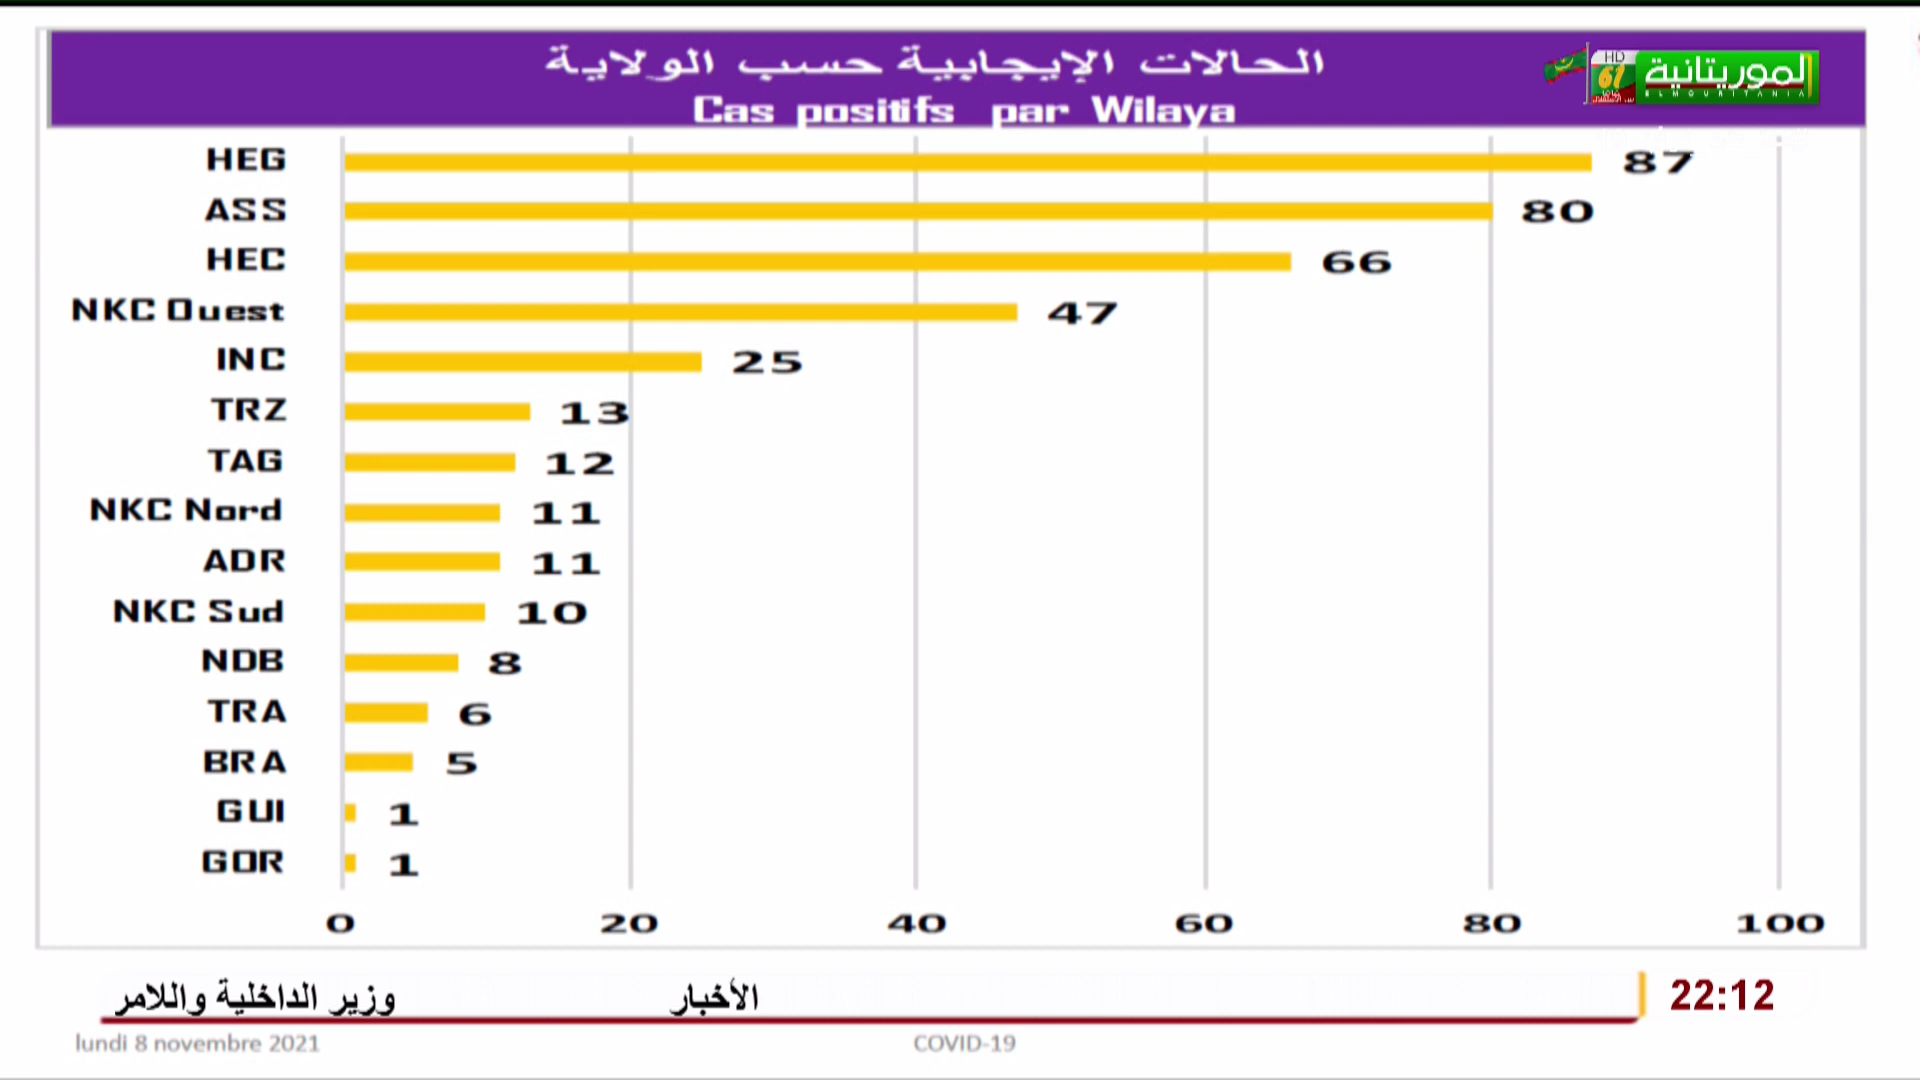 الحالات الإيجابية حسب الولاية
Cas positifs par Wilaya
HD
الموريتانية
ELMOURITANIA
HEG 87
ASS 80
HEC 66
NKC Ouest 47
INC 25
TRZ 13
TAG 12
NKC Nord 11
ADR 11
NKC Sud 10
NDB 8
TRA 6
BRA 5
GUI 1
GOR 1
0 20 40 60 80 100
الأخبار وزير الداخلية واللامر
22:12
lundi 8 novembre 2021
COVID-19